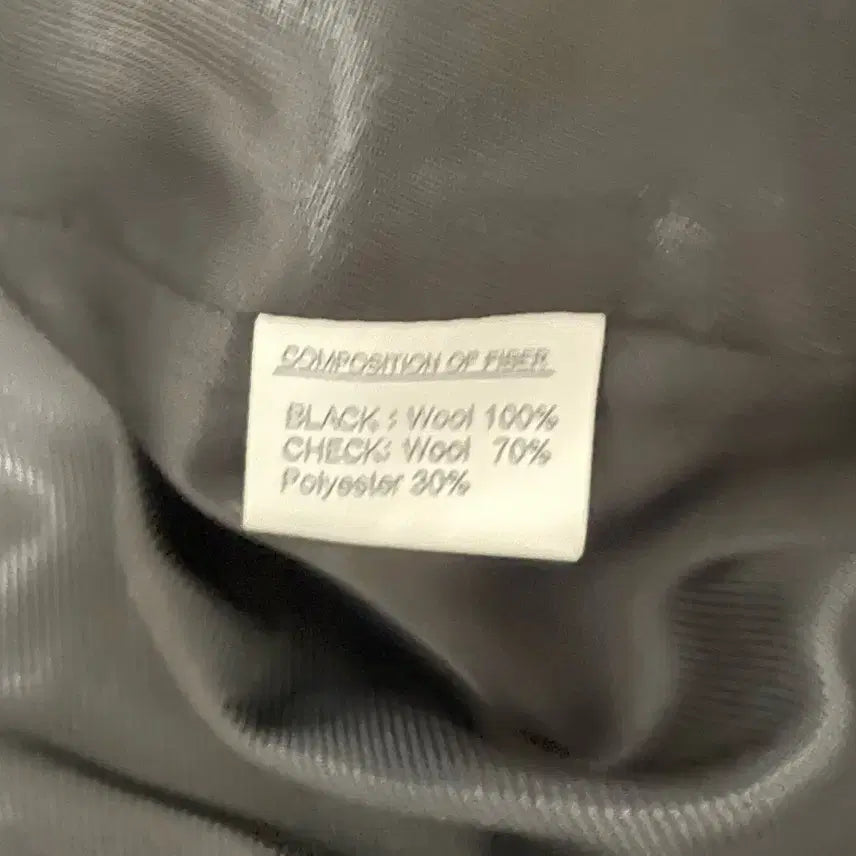 COMPOSITION OF FIBER
BLACK : Wool 100%
CHECK: Wool 70%
Polyester 30%